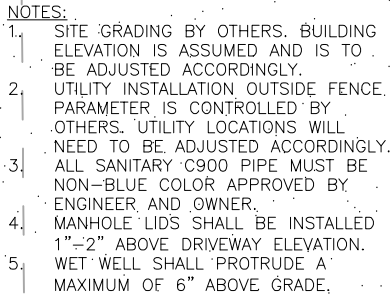 NOTES:
1. SITE GRADING BY OTHERS. BUILDING
ELEVATION IS ASSUMED AND IS TO
BE ADJUSTED ACCORDINGLY.
2. UTILITY INSTALLATION OUTSIDE FENCE
PARAMETER IS CONTROLLED BY
OTHERS. UTILITY LOCATIONS WILL
NEED TO BE ADJUSTED ACCORDINGLY.
3. ALL SANITARY C900 PIPE MUST BE
NON-BLUE COLOR APPROVED BY
ENGINEER AND OWNER.
4. MANHOLE LIDS SHALL BE INSTALLED
1"-2" ABOVE DRIVEWAY ELEVATION.
5. WET WELL SHALL PROTRUDE A
MAXIMUM OF 6" ABOVE GRADE.